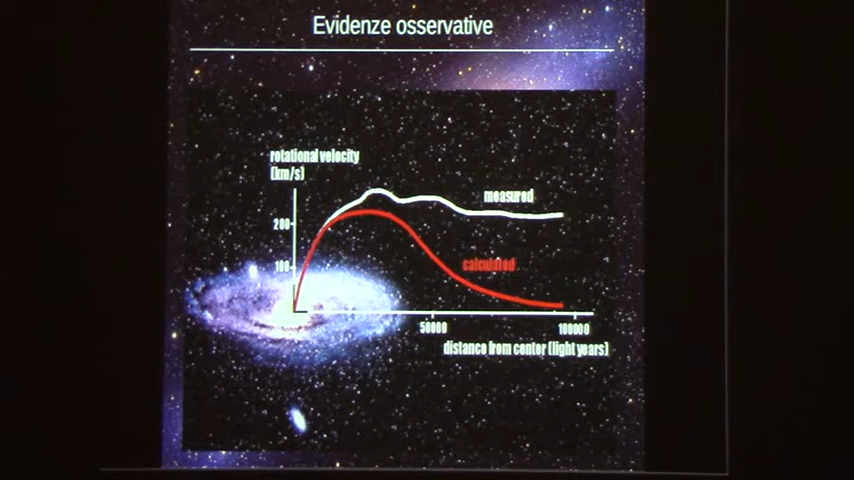 Evidenze osservative
rotational velocity
(km/s)
measured
200
calculated
100
50000
100000
distance from center (light years)